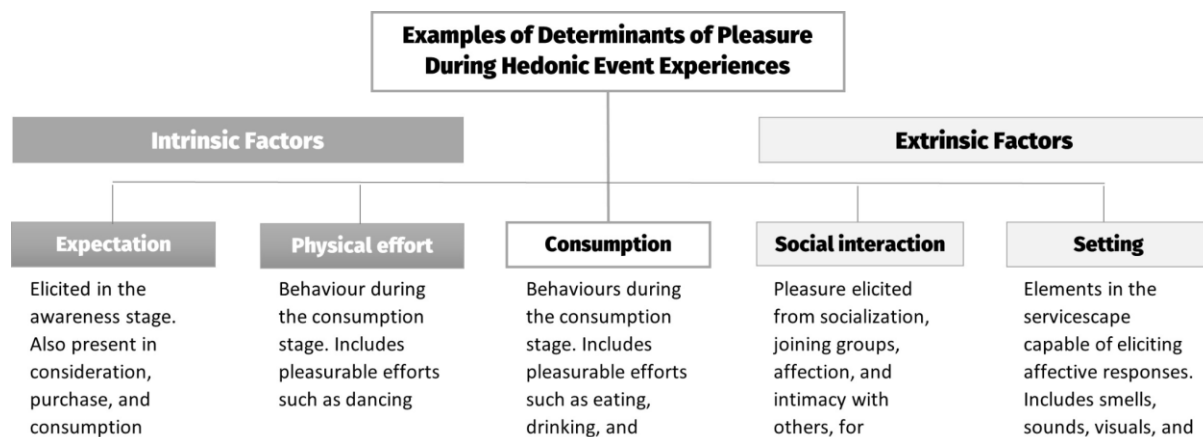 Examples of Determinants of Pleasure
During Hedonic Event Experiences
Intrinsic Factors
Extrinsic Factors
Expectation
Elicited in the
awareness stage.
Also present in
consideration,
purchase, and
consumption
Physical effort
Behaviour during
the consumption
stage. Includes
pleasurable efforts
such as dancing
Consumption
Behaviours during
the consumption
stage. Includes
pleasurable efforts
such as eating,
drinking, and
Social interaction
Pleasure elicited
from socialization,
joining groups,
affection, and
intimacy with
others, for
Setting
Elements in the
servicescape
capable of eliciting
affective responses.
Includes smells,
sounds, visuals, and